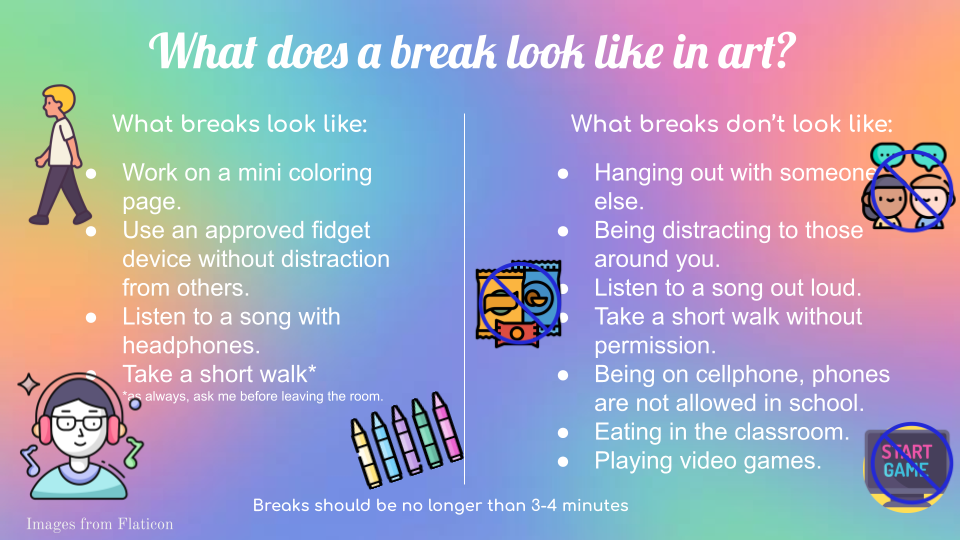 What does a break look like in art?
What breaks look like:
● Work on a mini coloring
page.
● Use an approved fidget
device without distraction
from others.
● Listen to a song with
headphones.
● Take a short walk*
*as always, ask me before leaving the room.
What breaks don’t look like:
● Hanging out with someone
else.
● Being distracting to those
around you.
● Listen to a song out loud.
● Take a short walk without
permission.
● Being on cellphone, phones
are not allowed in school.
● Eating in the classroom.
● Playing video games.
START
GAME
Breaks should be no longer than 3-4 minutes
Images from Flaticon